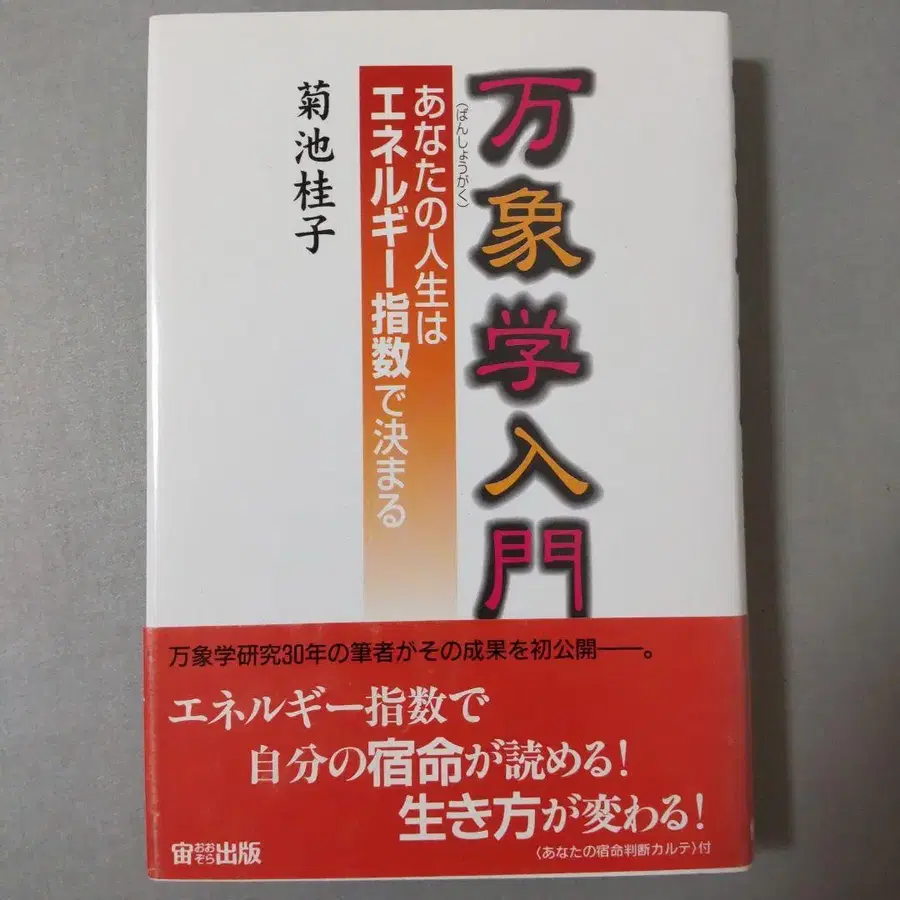 万象学入門
(ばんしょうがく)
あなたの人生は
エネルギー指数で決まる
菊池桂子
万象学研究30年の筆者がその成果を初公開――。
エネルギー指数で
自分の宿命が読める!
生き方が変わる!
〈あなたの宿命判断カルテ〉付
宙おおぞら出版